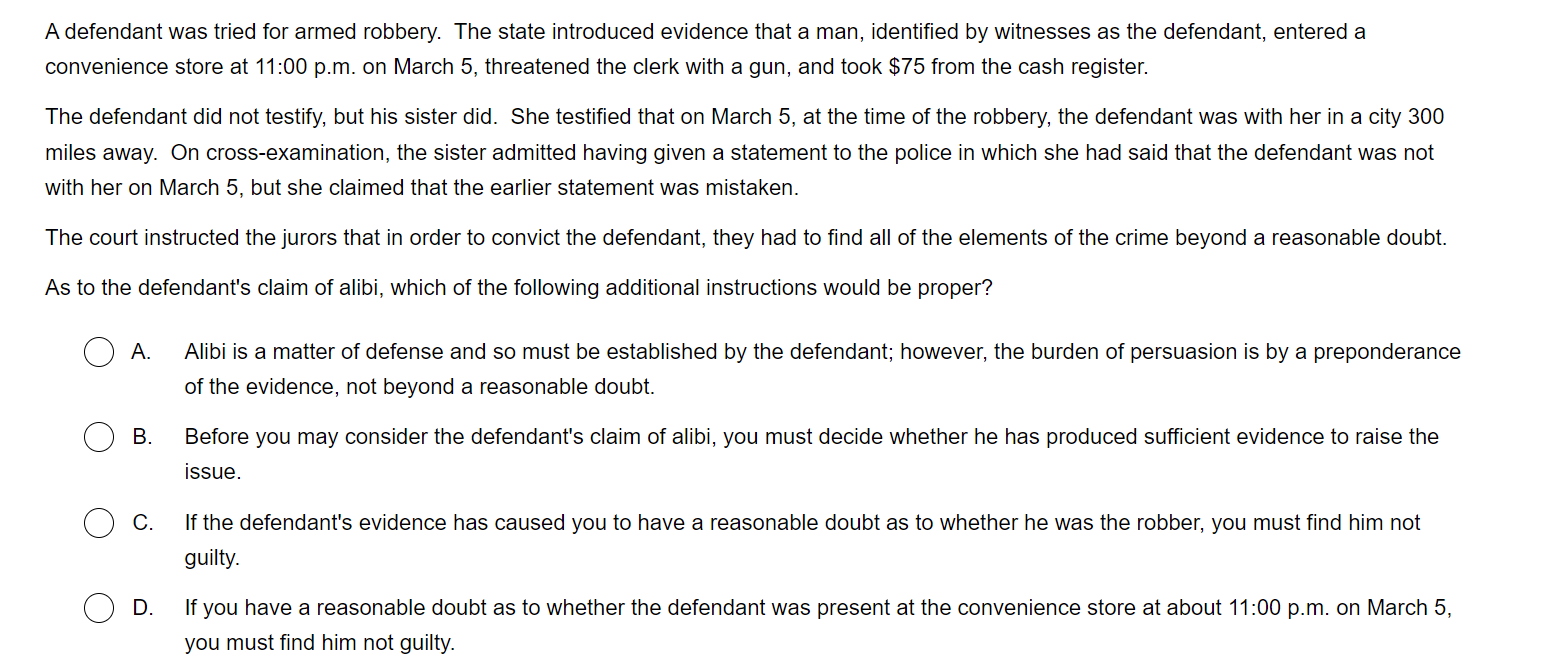 A defendant was tried for armed robbery.  The state introduced evidence that a man, identified by witnesses as the defendant, entered a
convenience store at 11:00 p.m. on March 5, threatened the clerk with a gun, and took $75 from the cash register.
The defendant did not testify, but his sister did.  She testified that on March 5, at the time of the robbery, the defendant was with her in a city 300
miles away.  On cross-examination, the sister admitted having given a statement to the police in which she had said that the defendant was not
with her on March 5, but she claimed that the earlier statement was mistaken.
The court instructed the jurors that in order to convict the defendant, they had to find all of the elements of the crime beyond a reasonable doubt.
As to the defendant's claim of alibi, which of the following additional instructions would be proper?
A. Alibi is a matter of defense and so must be established by the defendant; however, the burden of persuasion is by a preponderance
of the evidence, not beyond a reasonable doubt.
B. Before you may consider the defendant's claim of alibi, you must decide whether he has produced sufficient evidence to raise the
issue.
C. If the defendant's evidence has caused you to have a reasonable doubt as to whether he was the robber, you must find him not
guilty.
D. If you have a reasonable doubt as to whether the defendant was present at the convenience store at about 11:00 p.m. on March 5,
you must find him not guilty.